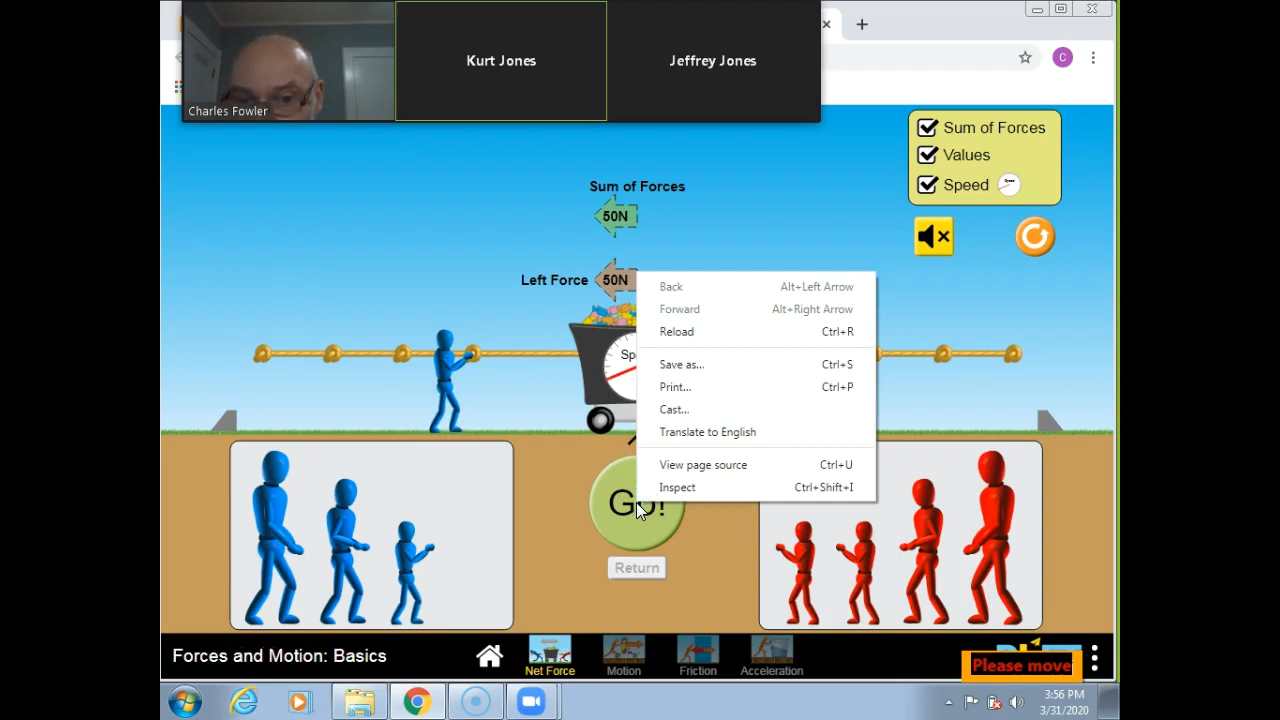 Kurt Jones
Jeffrey Jones
Charles Fowler
C
Sum of Forces
Values
Speed
Sum of Forces
50N
Left Force
50N
Back Alt+Left Arrow
Forward Alt+Right Arrow
Reload Ctrl+R
Save as... Ctrl+S
Print... Ctrl+P
Cast...
Translate to English
View page source Ctrl+U
Inspect Ctrl+Shift+I
Sp
Go!
Return
Forces and Motion: Basics
Net Force
Motion
Friction
Acceleration
Please move
3:56 PM
3/31/2020